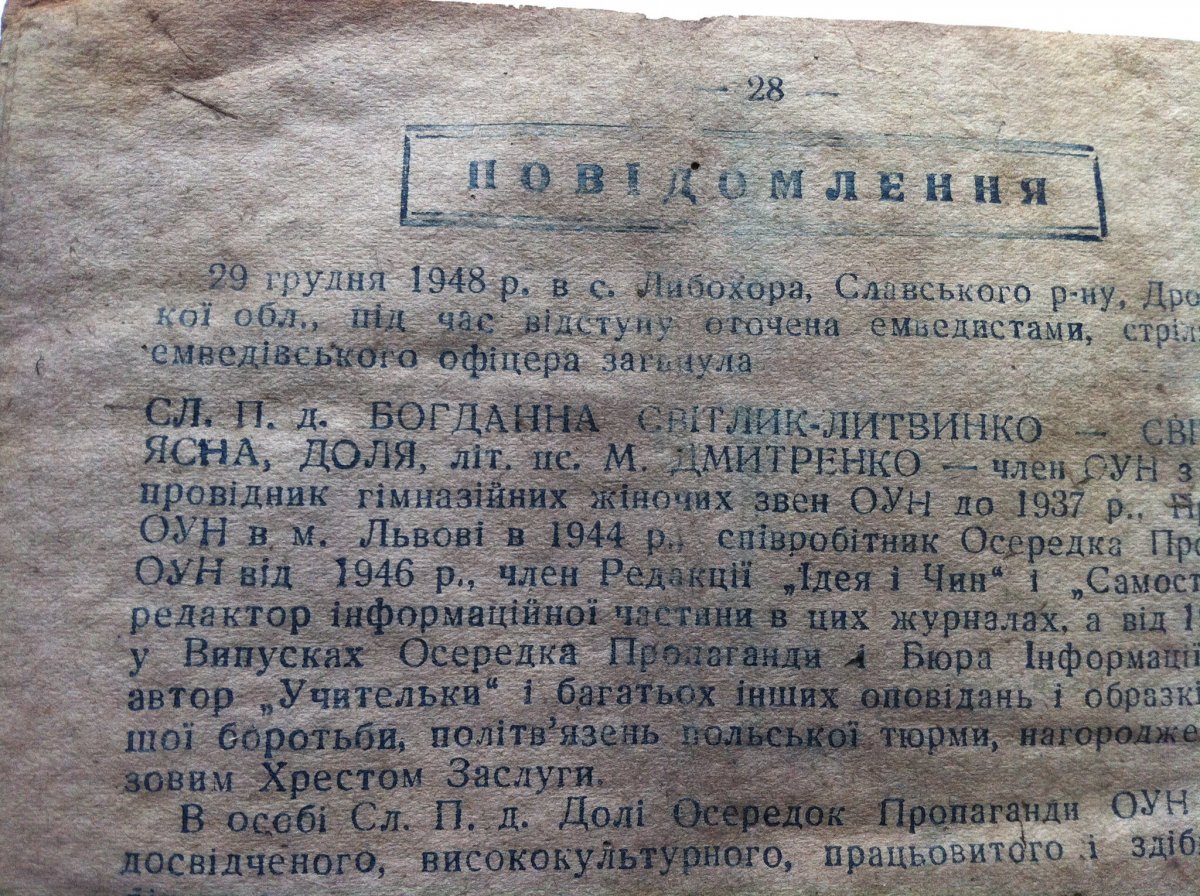 — 28 —
ПОВІДОМЛЕННЯ
29 грудня 1948 р. в с. Либохора, Славського р-ну, Дро
кої обл., під час відступу оточена емведистами, стріл
емведівського офіцера загинула
СЛ. П. д. БОГДАННА СВІТЛИК-ЛИТВИНКО — СВІ
ЯСНА, ДОЛЯ, літ. пс. М. ДМИТРЕНКО — член ОУН з
провідник гімназійних жіночих звен ОУН до 1937 р.,
ОУН в м. Львові в 1944 р., співробітник Осередка Про
ОУН від 1946 р., член Редакції „Ідея і Чин“ і „Самост
редактор інформаційної частини в цих журналах, а від 1
у Випусках Осередка Пропаганди і Бюра Інформації
автор „Учительки“ і багатьох інших оповідань і образк
шої боротьби, політв’язень польської тюрми, нагородже
зовим Хрестом Заслуги.
В особі Сл. П. д. Долі Осередок Пропаганди ОУН
досвідченого, висококультурного, працьовитого і здіб